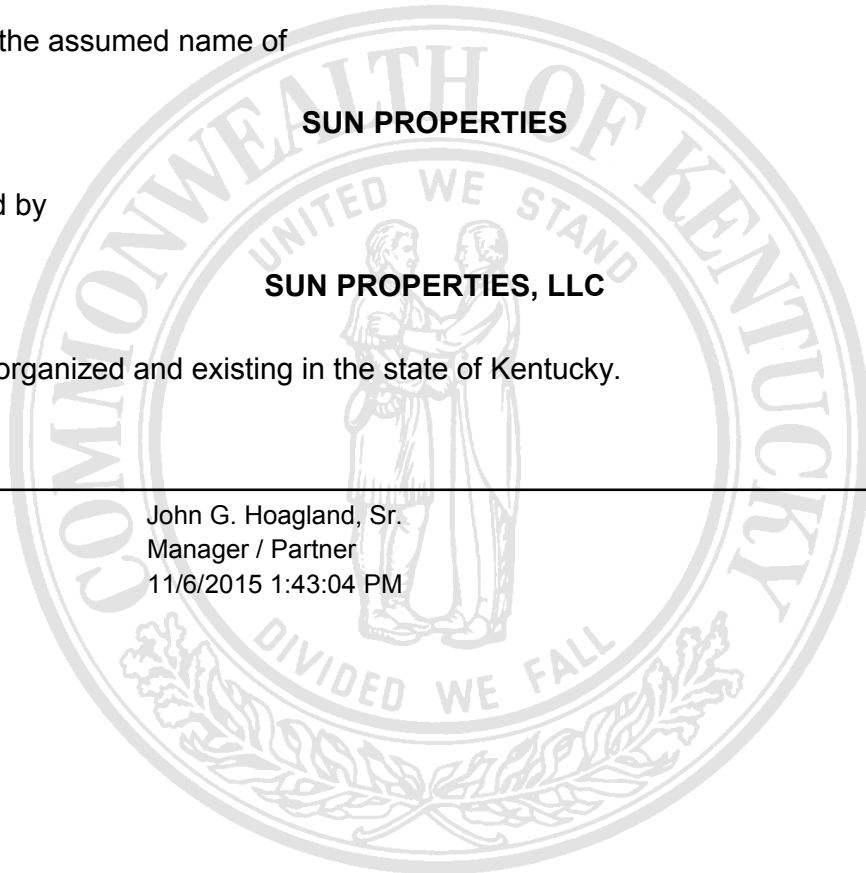 the assumed name of
SUN PROPERTIES
d by
SUN PROPERTIES, LLC
organized and existing in the state of Kentucky.
John G. Hoagland, Sr.
Manager / Partner
11/6/2015 1:43:04 PM
COMMONWEALTH OF KENTUCKY
UNITED WE STAND
DIVIDED WE FALL